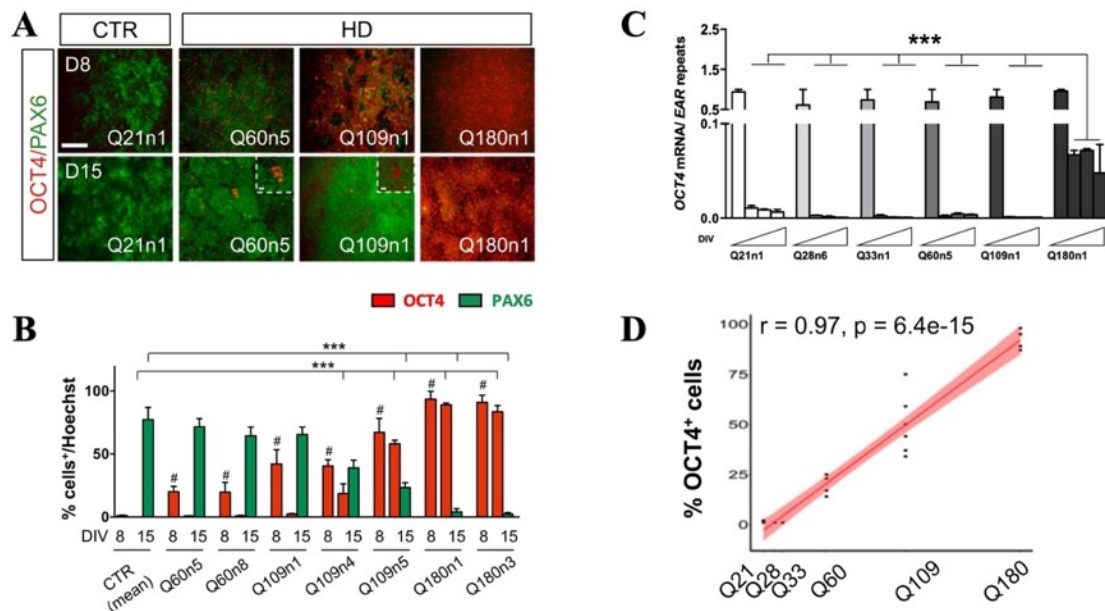 A
CTR
HD
OCT4/PAX6
D8
Q21n1
Q60n5
Q109n1
Q180n1
D15
Q21n1
Q60n5
Q109n1
Q180n1
B
OCT4 PAX6
% cells⁺/Hoechst
100
50
0
***
***
# # # # # # #
DIV 8 15 8 15 8 15 8 15 8 15 8 15 8 15 8 15
CTR (mean)
Q60n5
Q60n8
Q109n1
Q109n4
Q109n5
Q180n1
Q180n3
C
OCT4 mRNA/ EAR repeats
***
2.5
1.5
0.5
0.1
0.0
DIV
Q21n1 Q28n6 Q33n1 Q60n5 Q109n1 Q180n1
D
r = 0.97, p = 6.4e-15
% OCT4⁺ cells
100
75
50
25
0
Q21 Q28 Q33 Q60 Q109 Q180